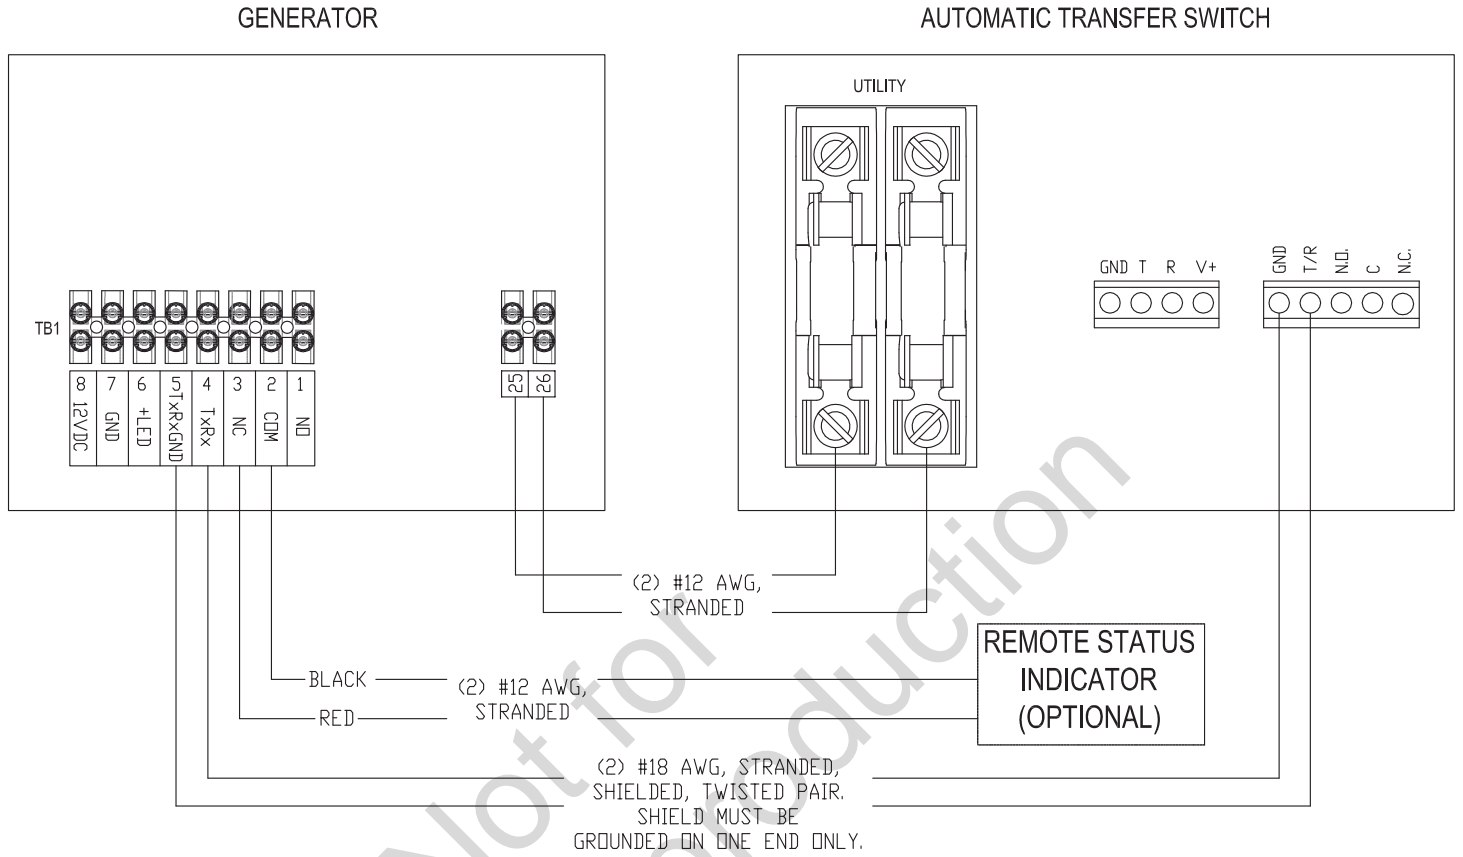 GENERATOR
AUTOMATIC TRANSFER SWITCH
UTILITY
GND T R V+
GND
T/R
N.O.
C
N.C.
TB1
8 12VDC
7 GND
6 +LED
5 TxRxGND
4 TxRx
3 NC
2 COM
1 NO
25
26
(2) #12 AWG,
STRANDED
BLACK
RED
(2) #12 AWG,
STRANDED
REMOTE STATUS
INDICATOR
(OPTIONAL)
(2) #18 AWG, STRANDED,
SHIELDED, TWISTED PAIR.
SHIELD MUST BE
GROUNDED ON ONE END ONLY.
Not for
production